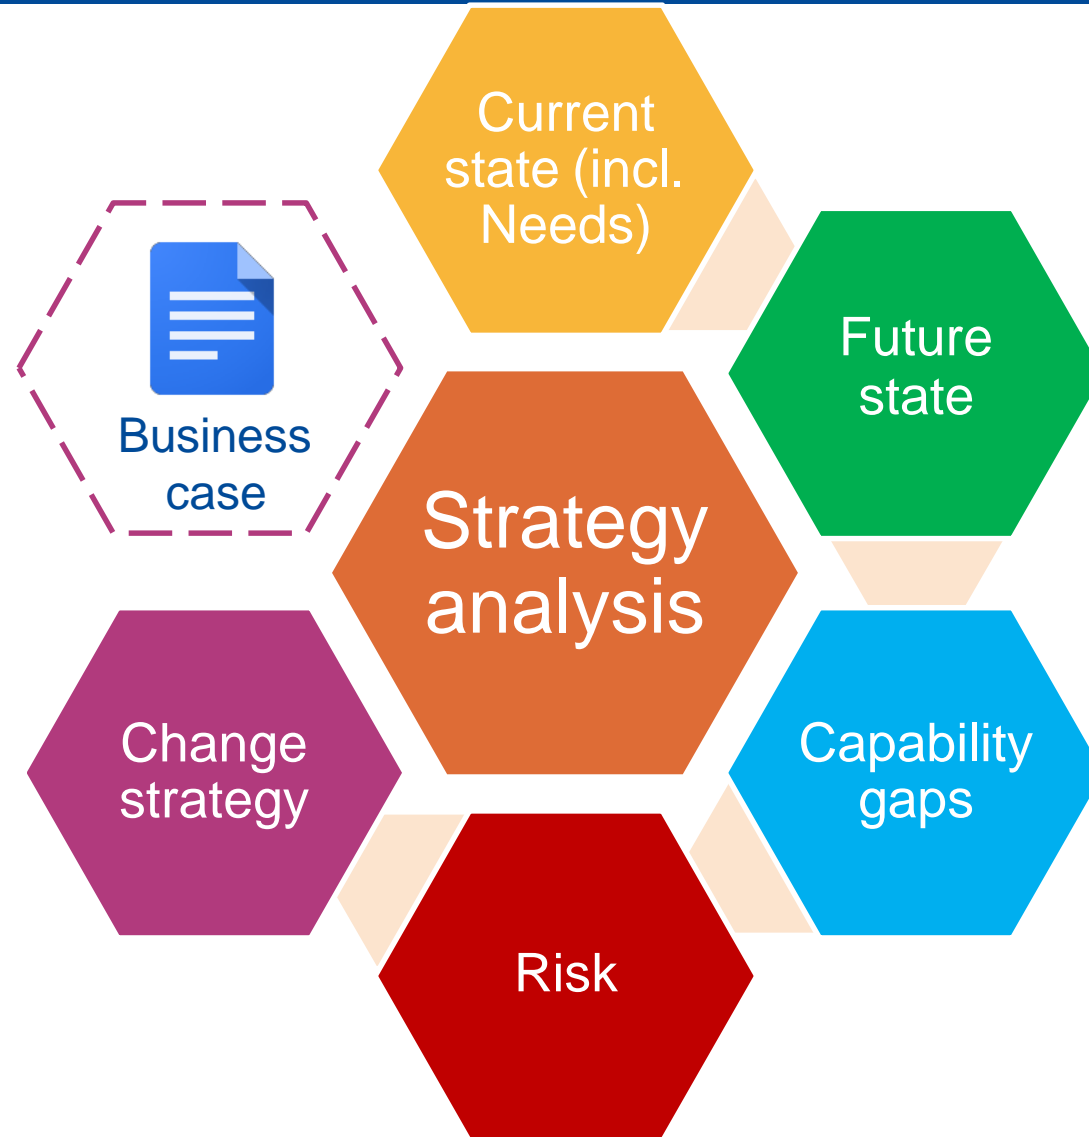 Current
state (incl.
Needs)
Future
state
Business
case
Strategy
analysis
Change
strategy
Capability
gaps
Risk